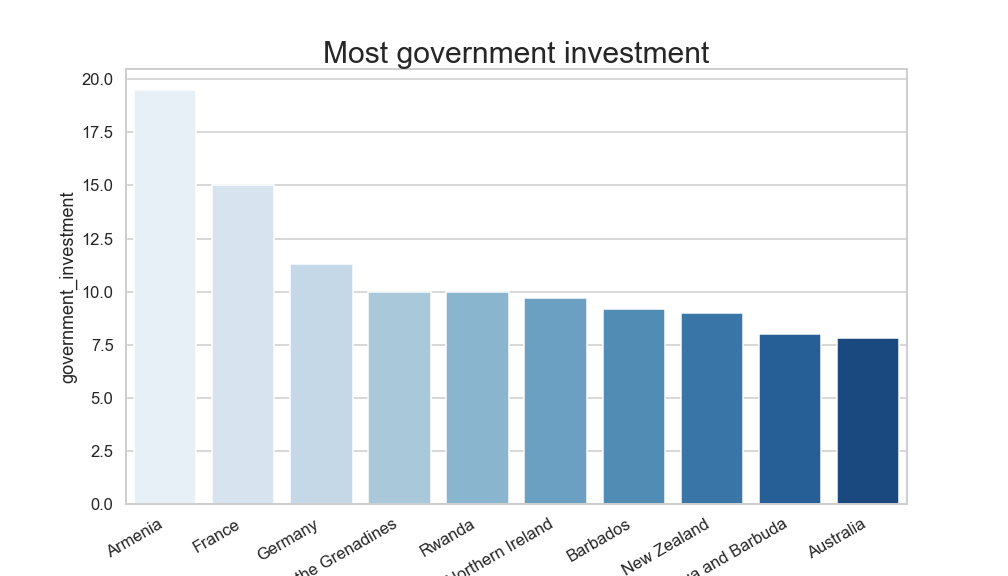 Most government investment
government_investment
20.0
17.5
15.0
12.5
10.0
7.5
5.0
2.5
0.0
Armenia
France
Germany
the Grenadines
Rwanda
Northern Ireland
Barbados
New Zealand
and Barbuda
Australia